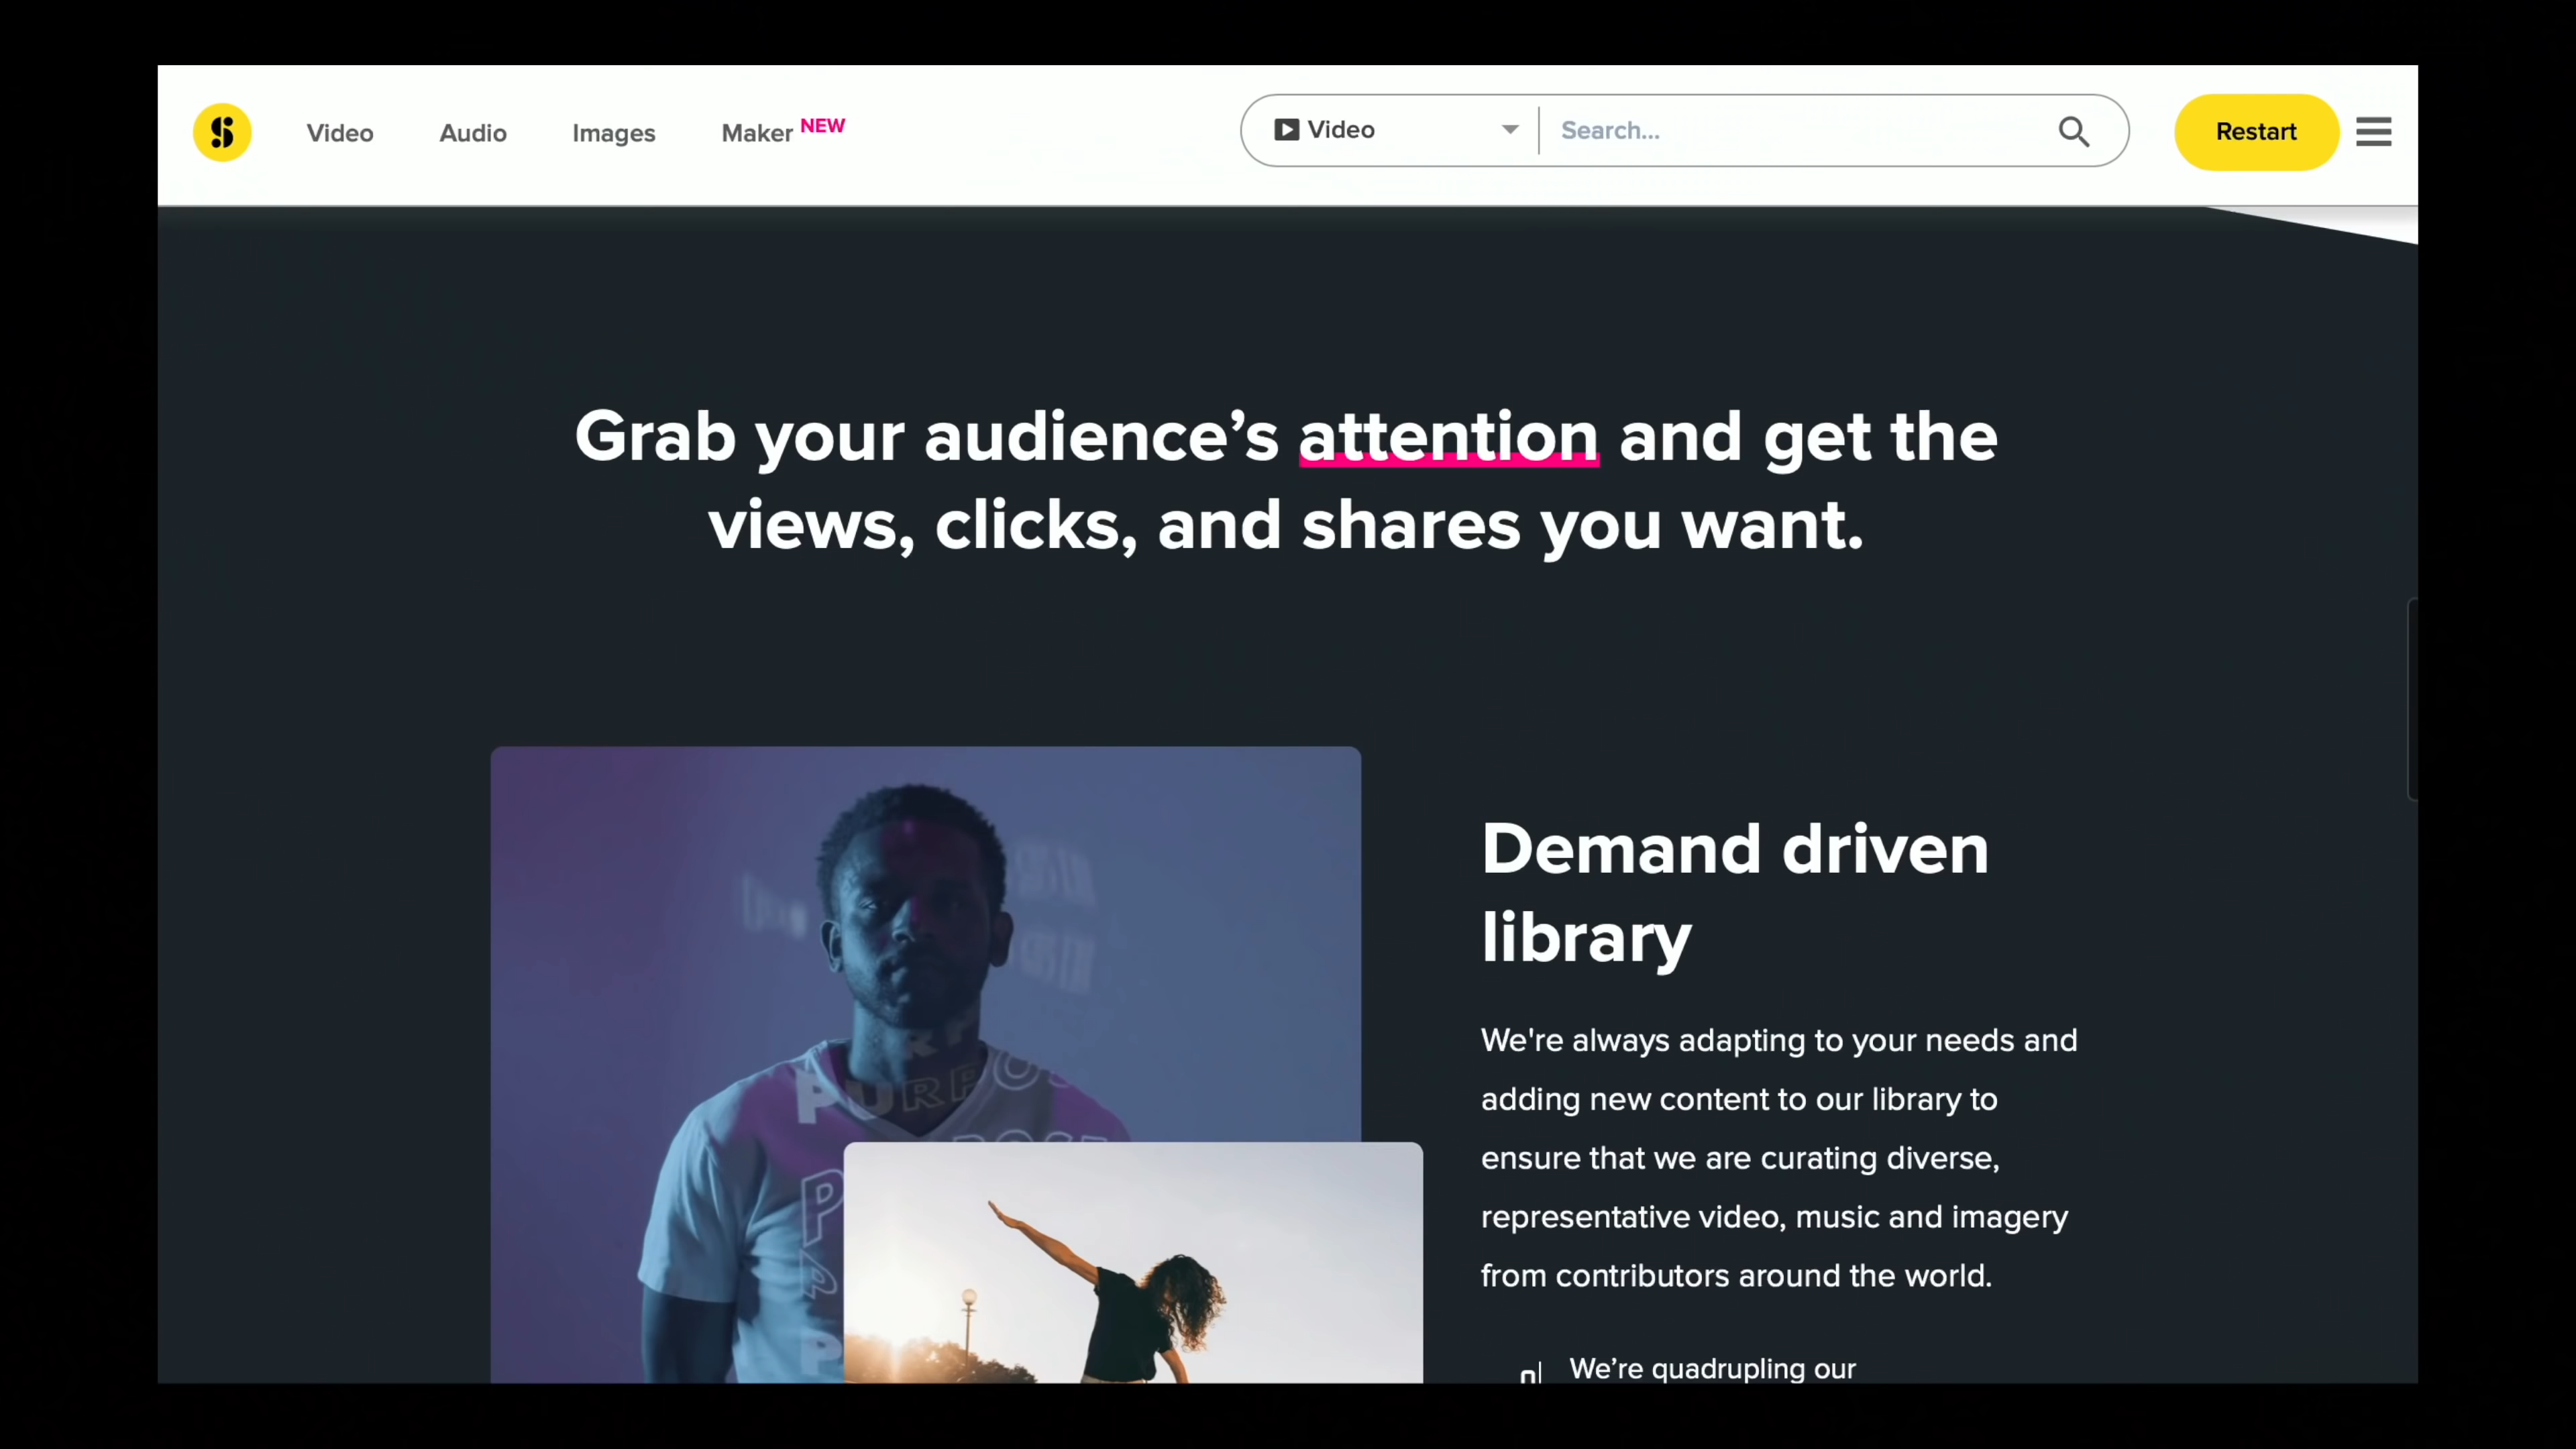 Video Audio Images Maker NEW Video Search... Restart
Grab your audience’s attention and get the
views, clicks, and shares you want.
PURPOS
P
P
P
Demand driven
library
We're always adapting to your needs and
adding new content to our library to
ensure that we are curating diverse,
representative video, music and imagery
from contributors around the world.
We’re quadrupling our